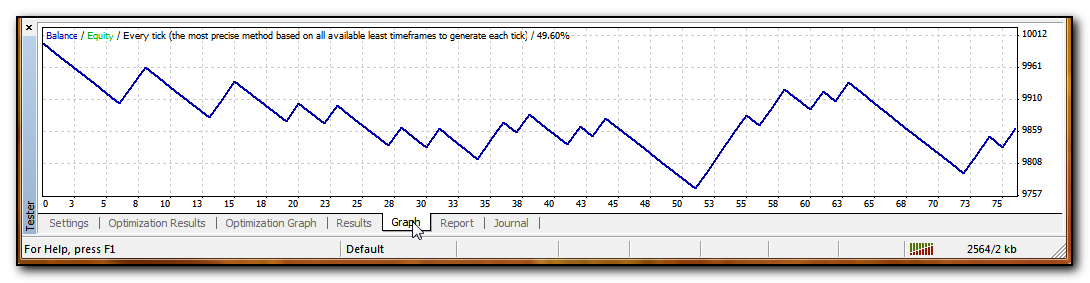 ×
Balance / Equity / Every tick (the most precise method based on all available least timeframes to generate each tick) / 49.60%
10012
9961
9910
9859
9808
9757
0 3 5 8 10 13 15 18 20 23 25 28 30 33 35 38 40 43 45 48 50 53 55 58 60 63 65 68 70 73 75
Tester
Settings | Optimization Results | Optimization Graph | Results | Graph | Report | Journal |
For Help, press F1 Default 2564/2 kb